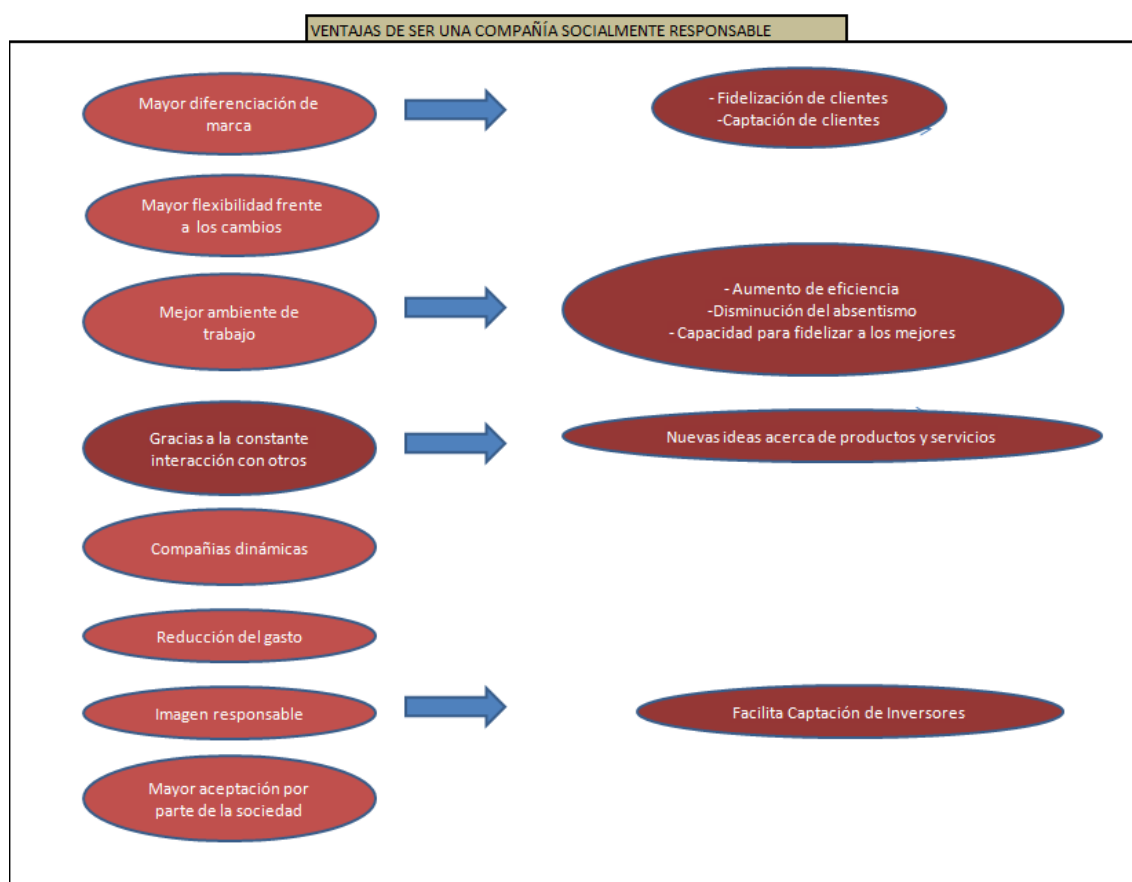 VENTAJAS DE SER UNA COMPAÑÍA SOCIALMENTE RESPONSABLE
Mayor diferenciación de
marca
- Fidelización de clientes
-Captación de clientes
Mayor flexibilidad frente
a los cambios
Mejor ambiente de
trabajo
- Aumento de eficiencia
-Disminución del absentismo
- Capacidad para fidelizar a los mejores
Gracias a la constante
interacción con otros
Nuevas ideas acerca de productos y servicios
Compañias dinámicas
Reducción del gasto
Imagen responsable
Facilita Captación de Inversores
Mayor aceptación por
parte de la sociedad